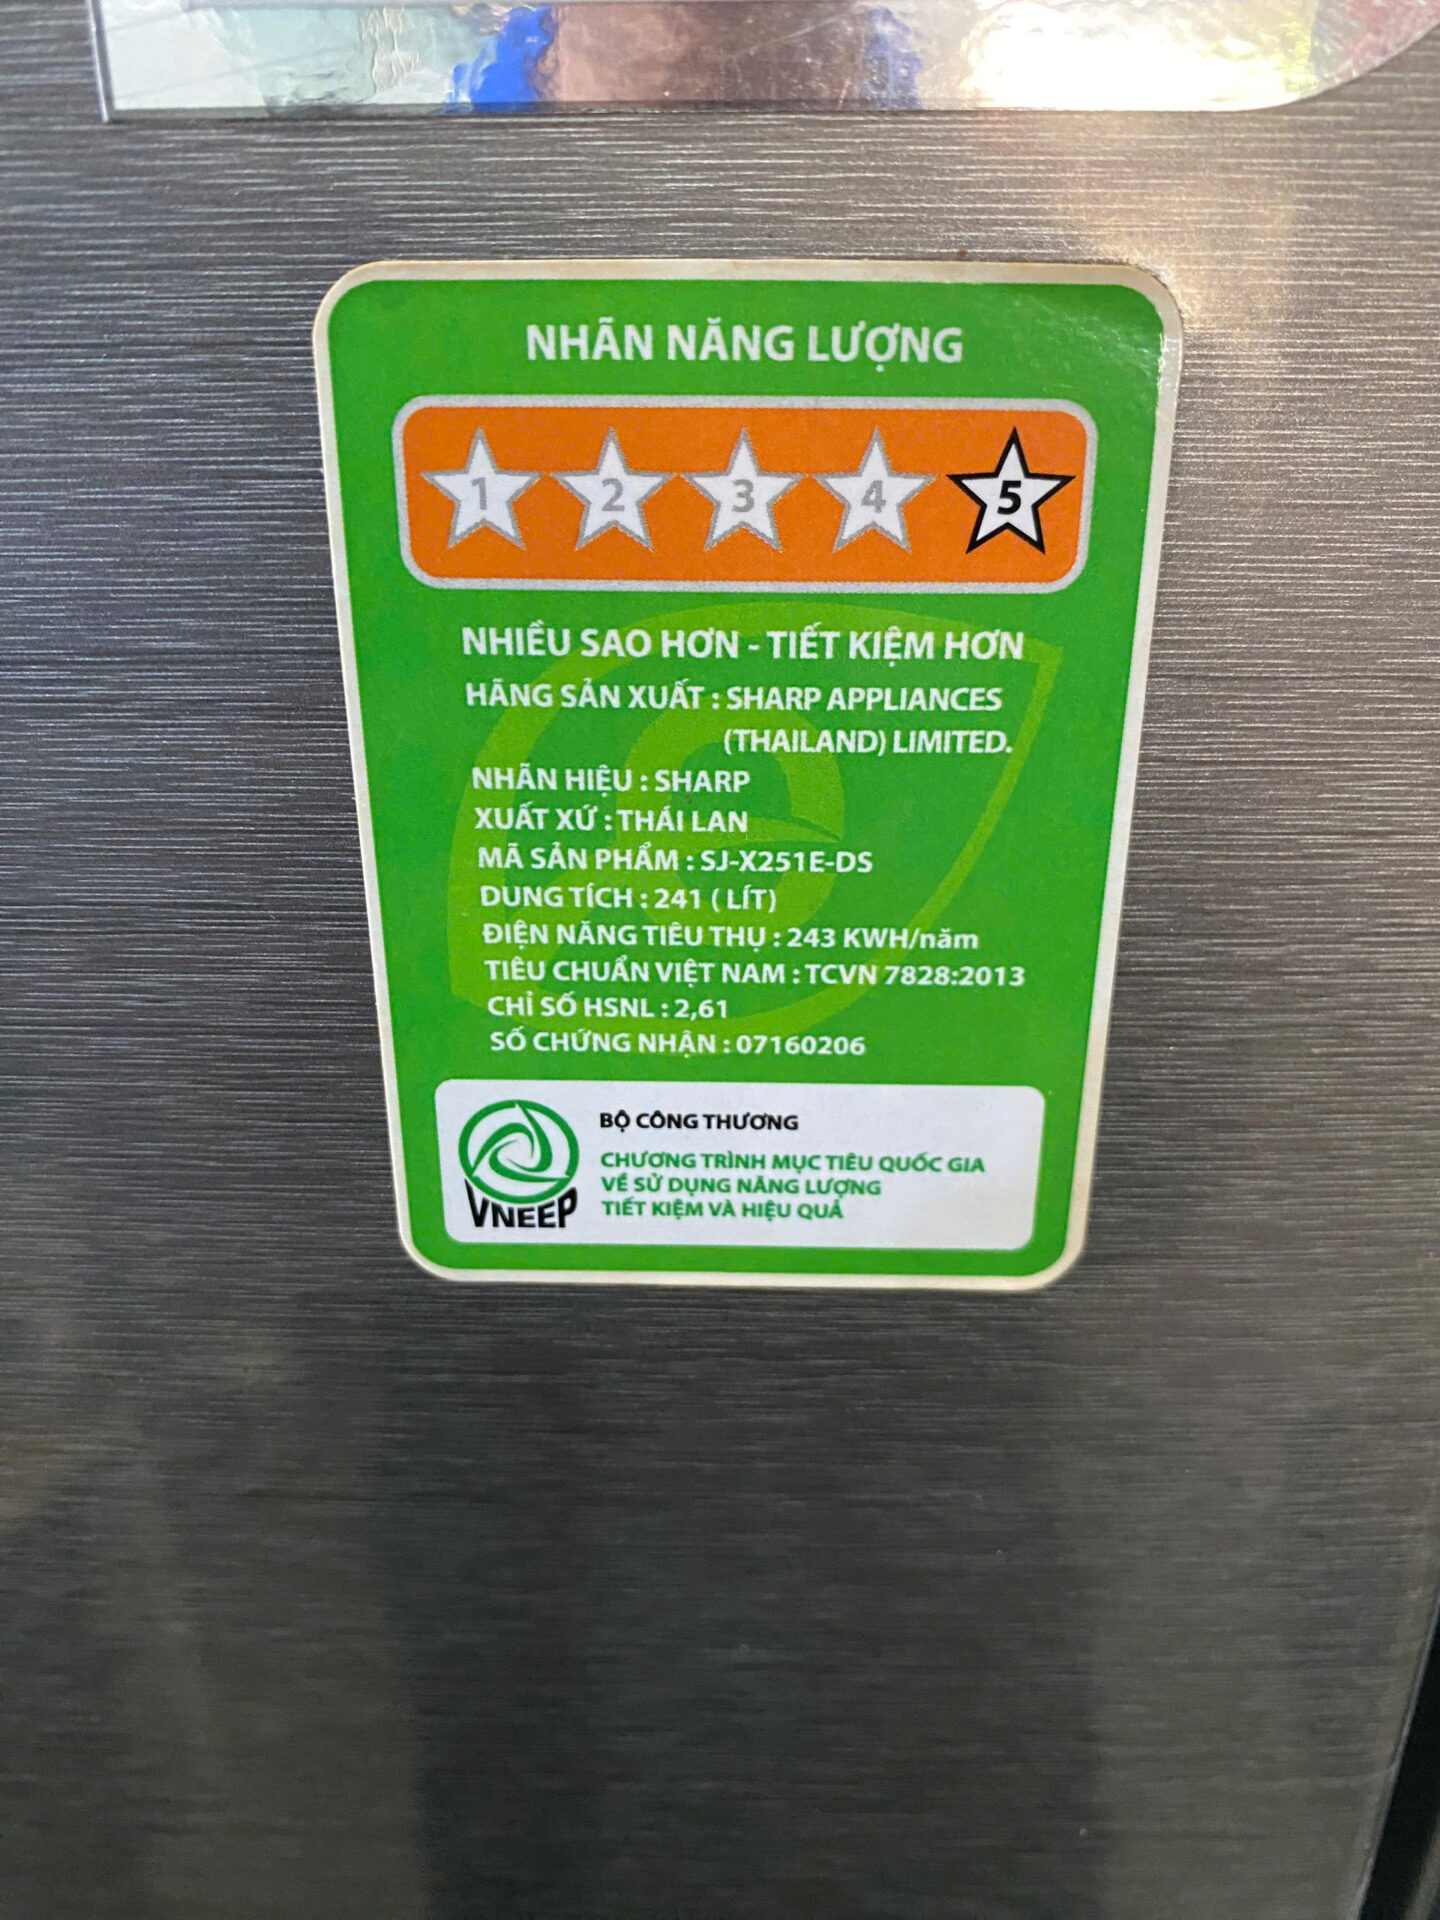 NHÃN NĂNG LƯỢNG
1 2 3 4 5
NHIỀU SAO HƠN - TIẾT KIỆM HƠN
HÃNG SẢN XUẤT : SHARP APPLIANCES
(THAILAND) LIMITED.
NHÃN HIỆU : SHARP
XUẤT XỨ : THÁI LAN
MÃ SẢN PHẨM : SJ-X251E-DS
DUNG TÍCH : 241 ( LÍT)
ĐIỆN NĂNG TIÊU THỤ : 243 KWH/năm
TIÊU CHUẨN VIỆT NAM : TCVN 7828:2013
CHỈ SỐ HSNL : 2,61
SỐ CHỨNG NHẬN : 07160206
BỘ CÔNG THƯƠNG
CHƯƠNG TRÌNH MỤC TIÊU QUỐC GIA
VỀ SỬ DỤNG NĂNG LƯỢNG
TIẾT KIỆM VÀ HIỆU QUẢ
VNEEP